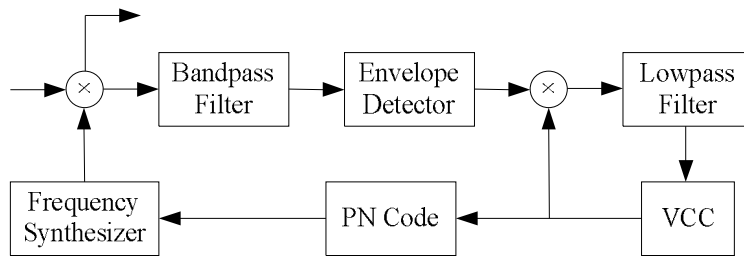 ×
Bandpass
Filter
Envelope
Detector
×
Lowpass
Filter
Frequency
Synthesizer
PN Code
VCC